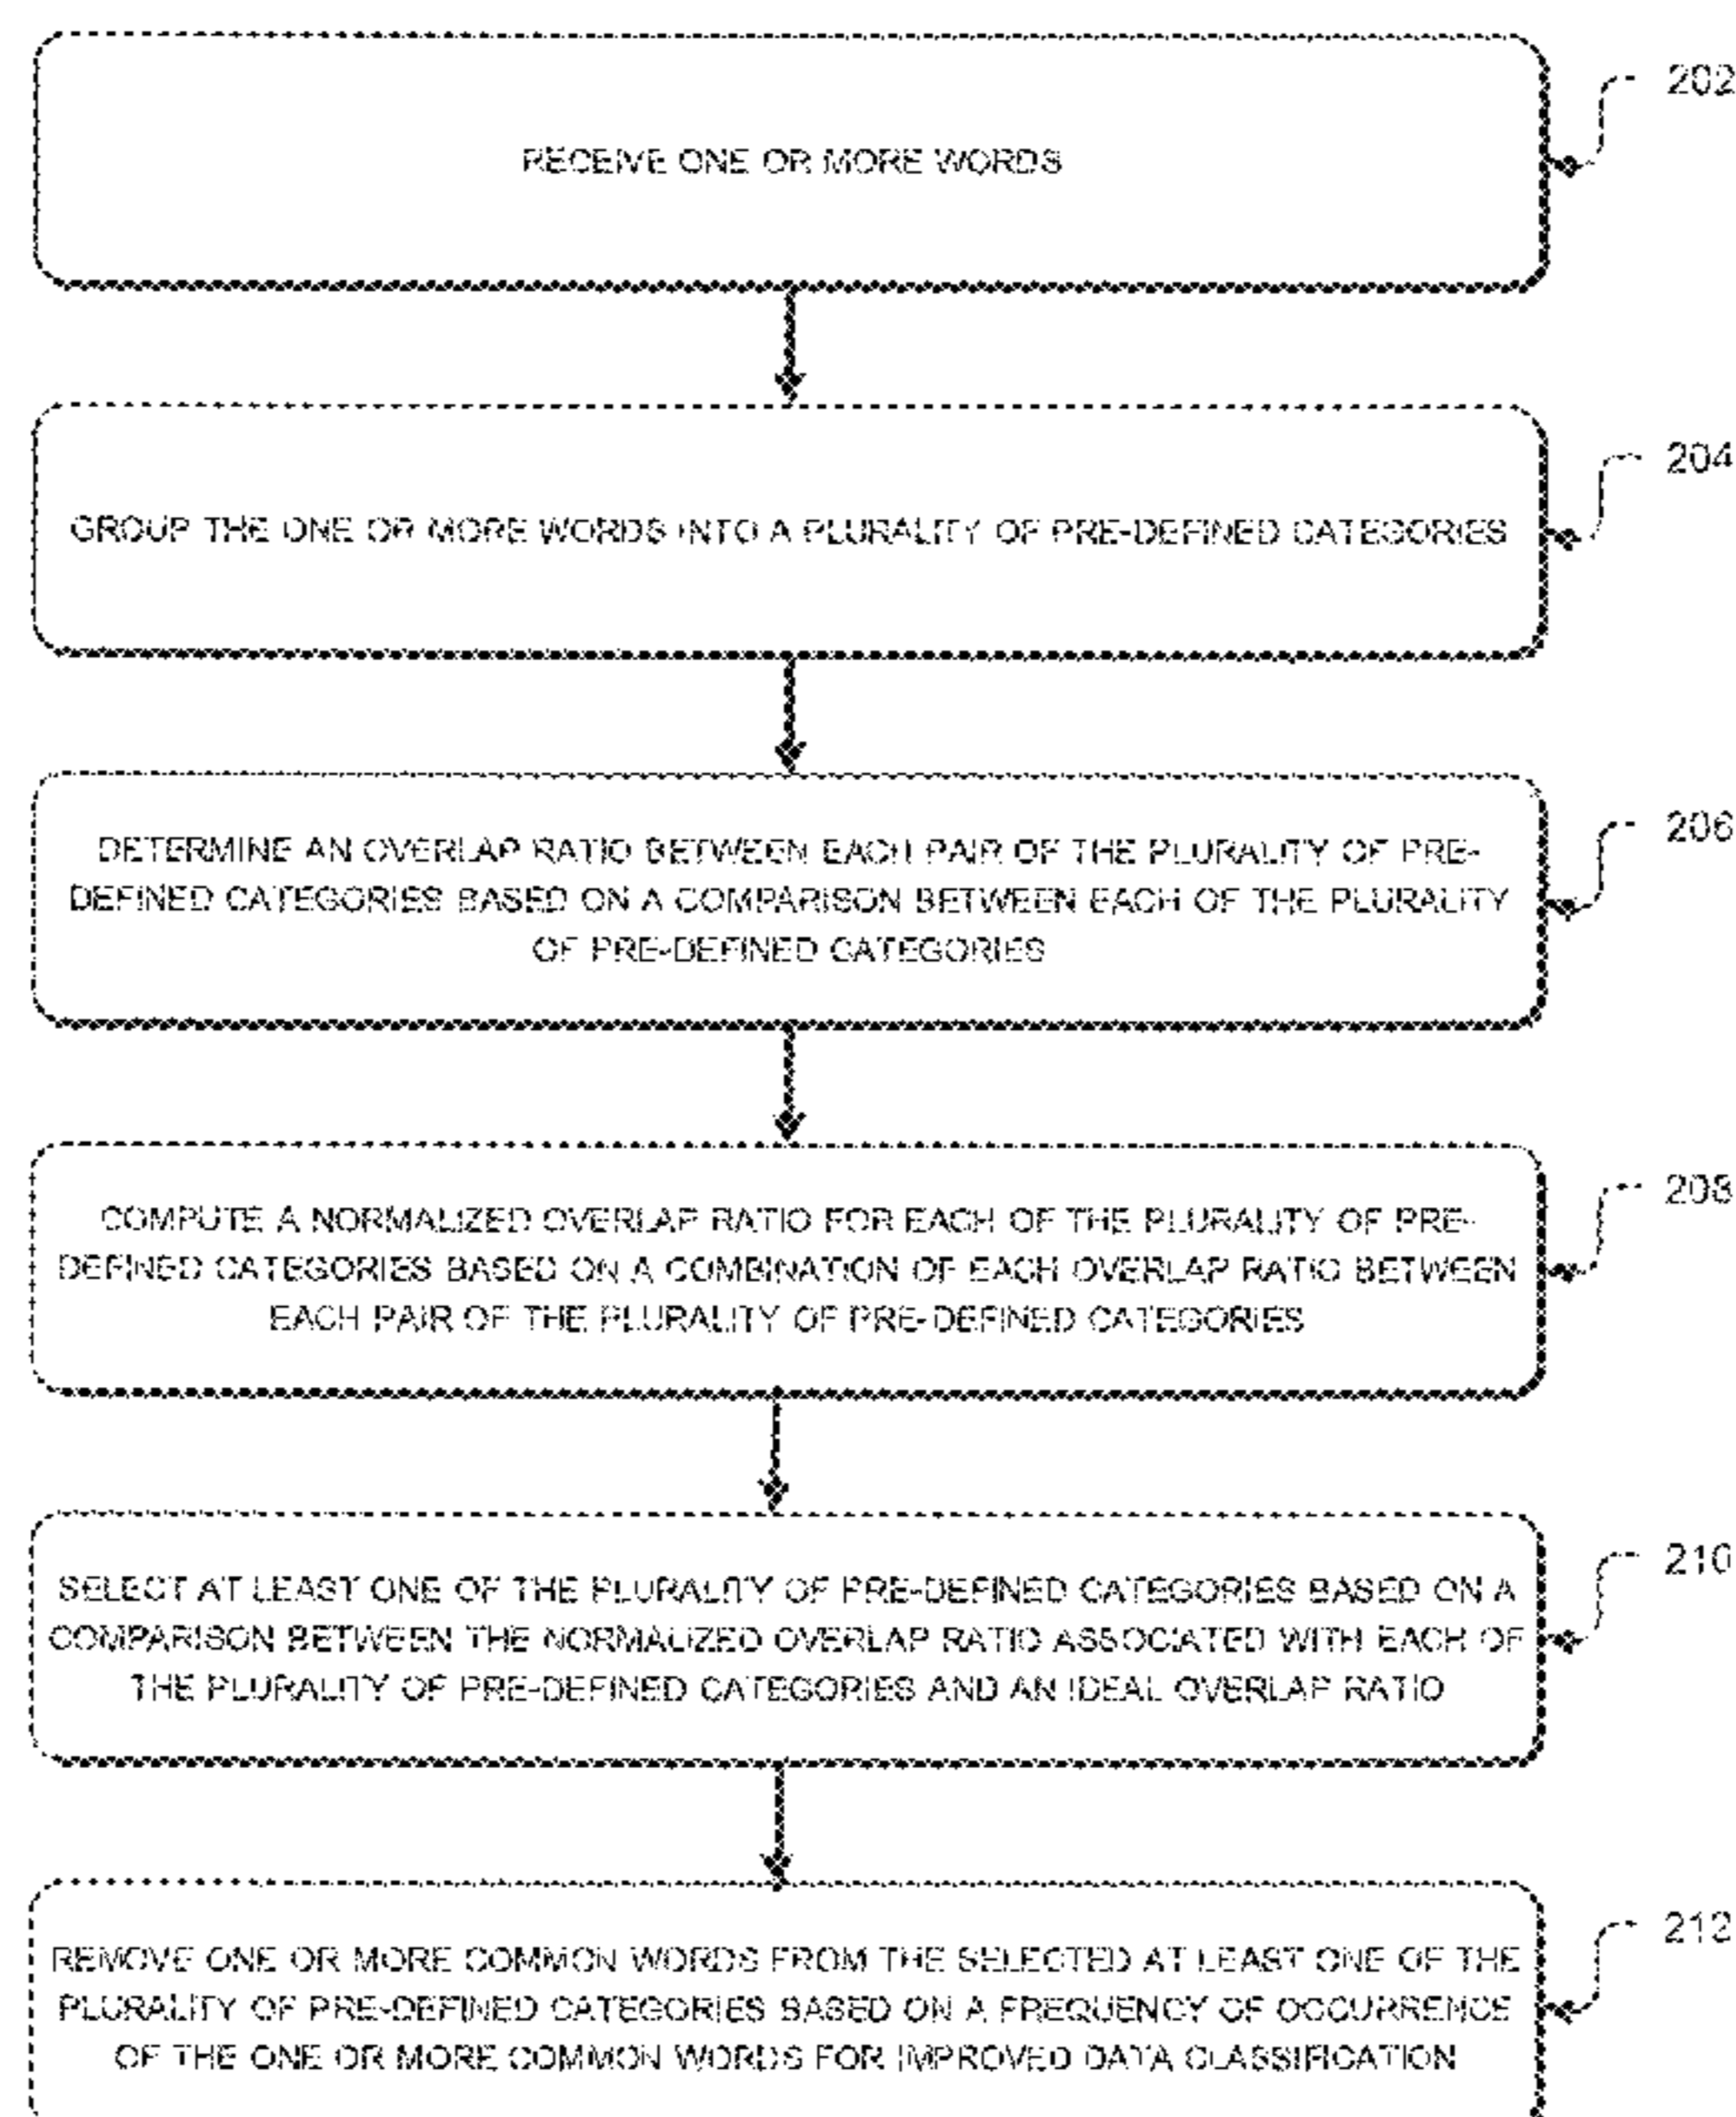 202
RECEIVE ONE OR MORE WORDS
204
GROUP THE ONE OR MORE WORDS INTO A PLURALITY OF PRE-DEFINED CATEGORIES
206
DETERMINE AN OVERLAP RATIO BETWEEN EACH PAIR OF THE PLURALITY OF PRE-
DEFINED CATEGORIES BASED ON A COMPARISON BETWEEN EACH OF THE PLURALITY
OF PRE-DEFINED CATEGORIES
208
COMPUTE A NORMALIZED OVERLAP RATIO FOR EACH OF THE PLURALITY OF PRE-
DEFINED CATEGORIES BASED ON A COMBINATION OF EACH OVERLAP RATIO BETWEEN
EACH PAIR OF THE PLURALITY OF PRE-DEFINED CATEGORIES
210
SELECT AT LEAST ONE OF THE PLURALITY OF PRE-DEFINED CATEGORIES BASED ON A
COMPARISON BETWEEN THE NORMALIZED OVERLAP RATIO ASSOCIATED WITH EACH OF
THE PLURALITY OF PRE-DEFINED CATEGORIES AND AN IDEAL OVERLAP RATIO
212
REMOVE ONE OR MORE COMMON WORDS FROM THE SELECTED AT LEAST ONE OF THE
PLURALITY OF PRE-DEFINED CATEGORIES BASED ON A FREQUENCY OF OCCURRENCE
OF THE ONE OR MORE COMMON WORDS FOR IMPROVED DATA CLASSIFICATION